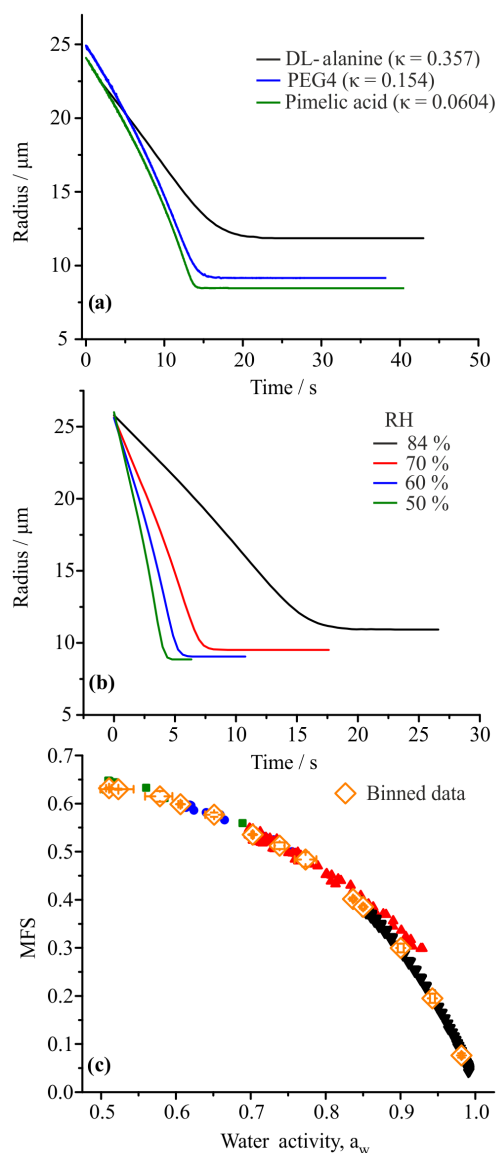 DL-alanine (κ = 0.357)
PEG4 (κ = 0.154)
Pimelic acid (κ = 0.0604)
25
20
15
10
5
Radius / μm
(a)
0 10 20 30 40 50
Time / s
RH
84 %
70 %
60 %
50 %
25
20
15
10
5
Radius / μm
(b)
0 5 10 15 20 25 30
Time / s
Binned data
0.7
0.6
0.5
0.4
0.3
0.2
0.1
0.0
MFS
(c)
0.5 0.6 0.7 0.8 0.9 1.0
Water activity, aw